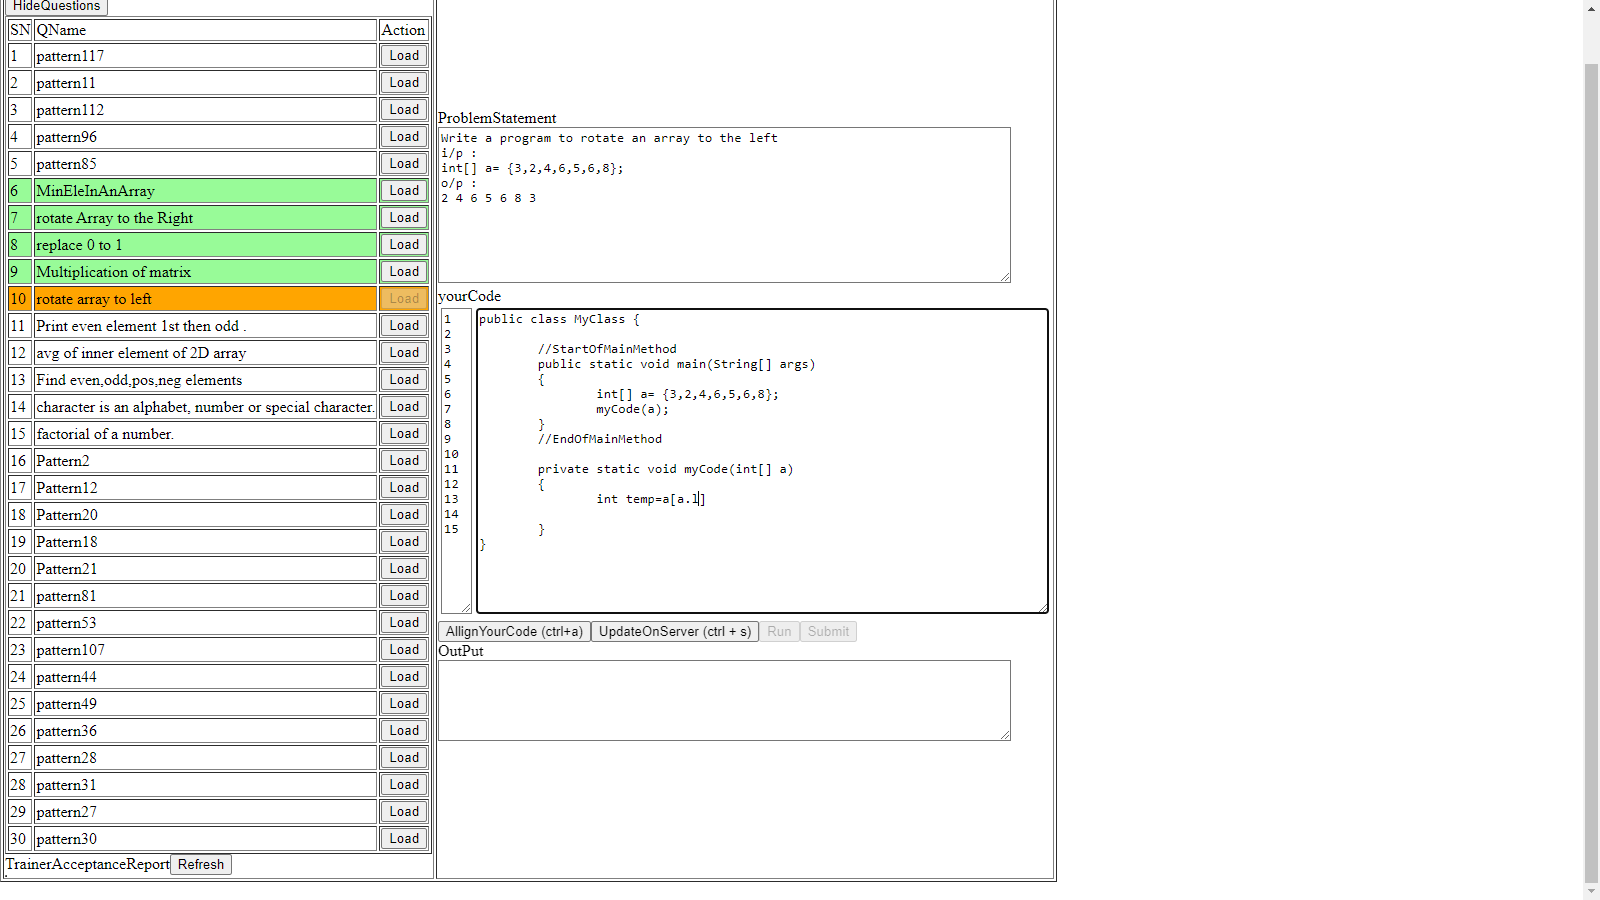 HideQuestions
SN QName Action
1 pattern117 Load
2 pattern11 Load
3 pattern112 Load
4 pattern96 Load
5 pattern85 Load
6 MinEleInAnArray Load
7 rotate Array to the Right Load
8 replace 0 to 1 Load
9 Multiplication of matrix Load
10 rotate array to left Load
11 Print even element 1st then odd . Load
12 avg of inner element of 2D array Load
13 Find even,odd,pos,neg elements Load
14 character is an alphabet, number or special character. Load
15 factorial of a number. Load
16 Pattern2 Load
17 Pattern12 Load
18 Pattern20 Load
19 Pattern18 Load
20 Pattern21 Load
21 pattern81 Load
22 pattern53 Load
23 pattern107 Load
24 pattern44 Load
25 pattern49 Load
26 pattern36 Load
27 pattern28 Load
28 pattern31 Load
29 pattern27 Load
30 pattern30 Load
TrainerAcceptanceReport Refresh
ProblemStatement
Write a program to rotate an array to the left
i/p :
int[] a= {3,2,4,6,5,6,8};
o/p :
2 4 6 5 6 8 3
yourCode
1 public class MyClass {
2
3 //StartOfMainMethod
4 public static void main(String[] args)
5 {
6 int[] a= {3,2,4,6,5,6,8};
7 myCode(a);
8 }
9 //EndOfMainMethod
10
11 private static void myCode(int[] a)
12 {
13 int temp=a[a.l]
14
15 }
}
AllignYourCode (ctrl+a) UpdateOnServer (ctrl + s) Run Submit
OutPut